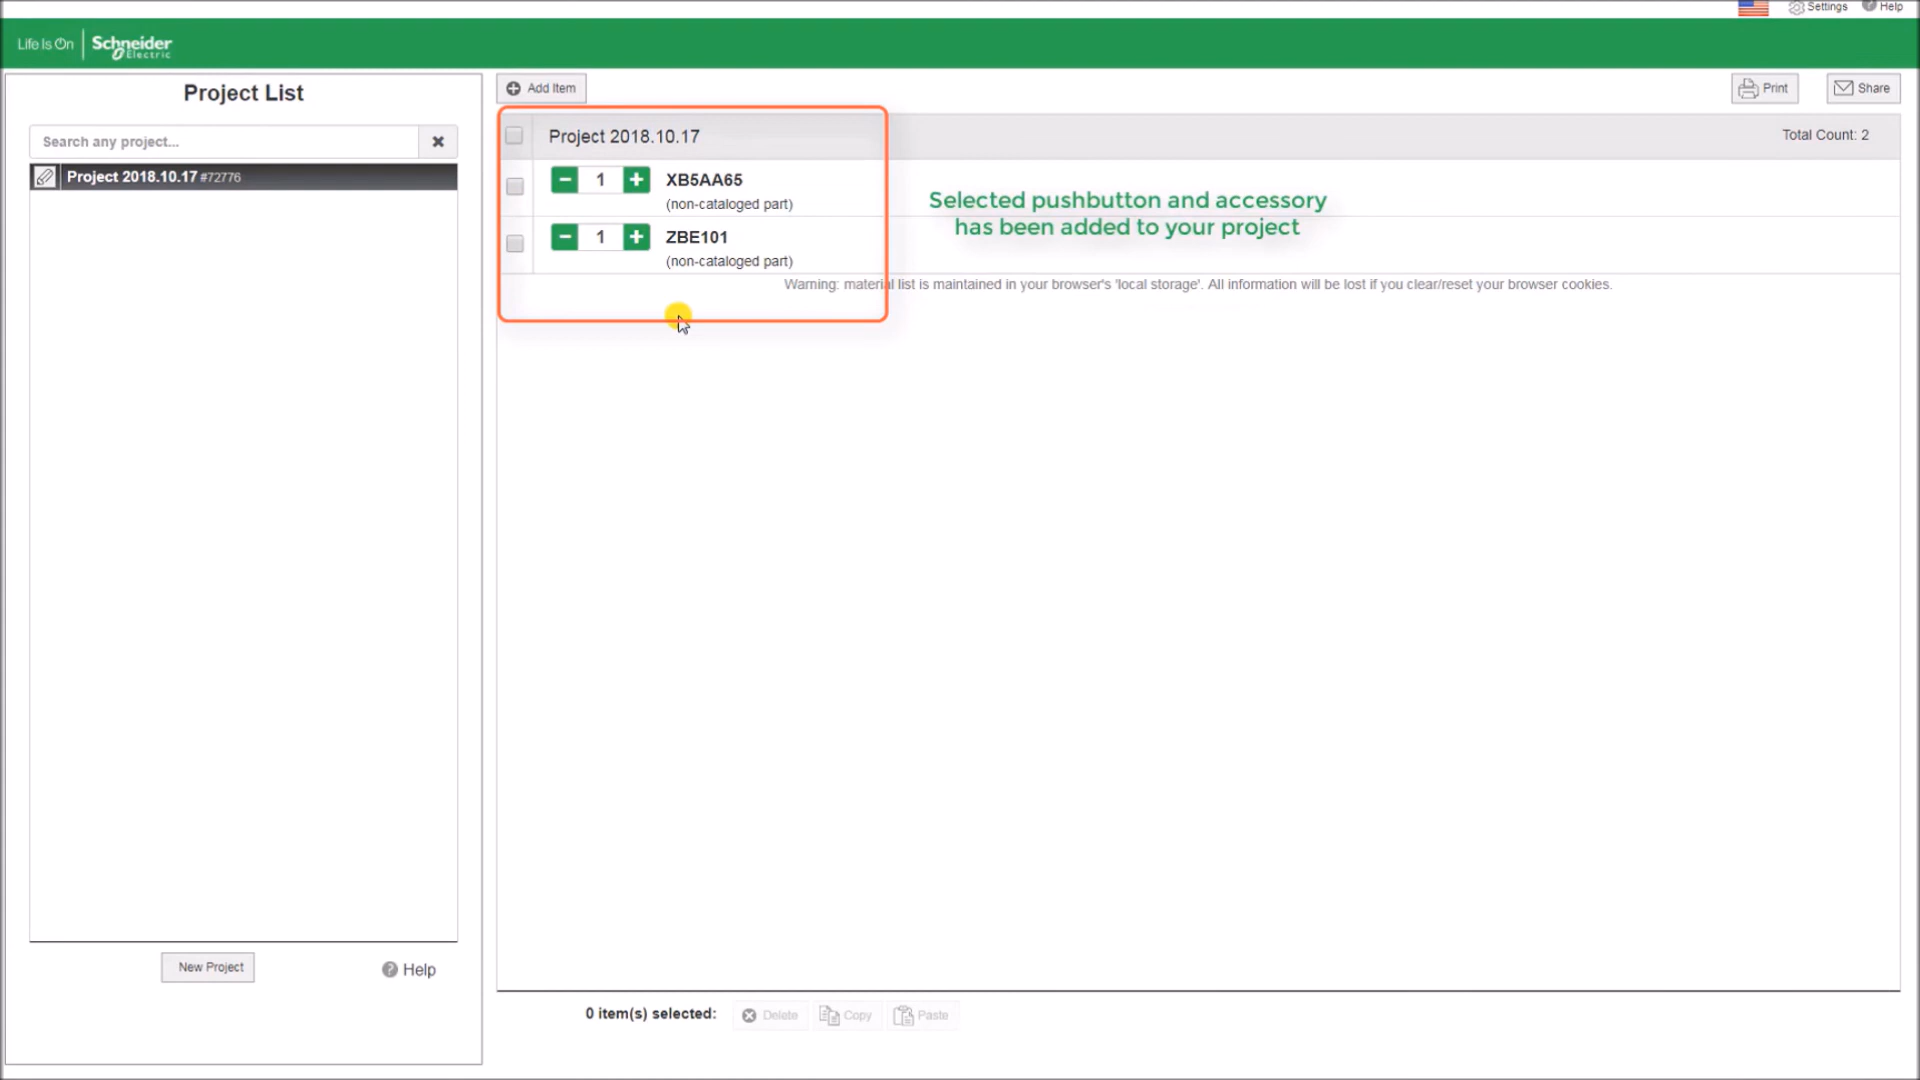 Settings
Help
Life Is On
Schneider
Electric
Project List
Search any project...
Project 2018.10.17 #72776
New Project
Help
Add Item
Print
Share
Project 2018.10.17
Total Count: 2
1
XB5AA65
(non-cataloged part)
1
ZBE101
(non-cataloged part)
Selected pushbutton and accessory
has been added to your project
Warning: material list is maintained in your browser's 'local storage'. All information will be lost if you clear/reset your browser cookies.
0 item(s) selected:
Delete
Copy
Paste